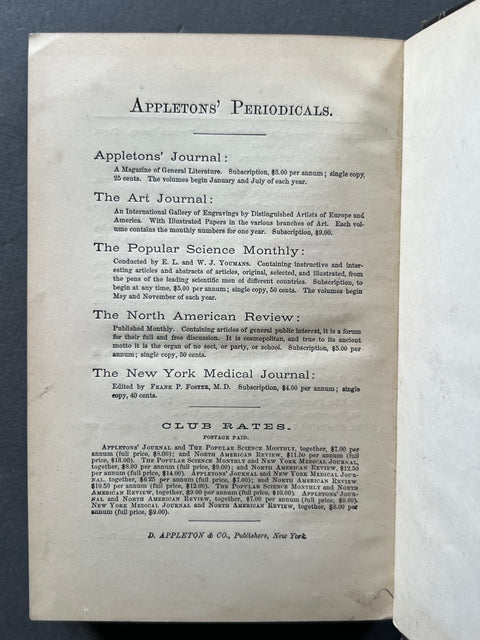 APPLETONS' PERIODICALS.
Appletons' Journal:
A Magazine of General Literature. Subscription, $3.00 per annum; single copy,
25 cents. The volumes begin January and July of each year.
The Art Journal:
An International Gallery of Engravings by Distinguished Artists of Europe and
America. With Illustrated Papers in the various branches of Art. Each vol-
ume contains the monthly numbers for one year. Subscription, $9.00.
The Popular Science Monthly:
Conducted by E. L. and W. J. YOUMANS. Containing instructive and inter-
esting articles and abstracts of articles, original, selected, and illustrated, from
the pens of the leading scientific men of different countries. Subscription, to
begin at any time, $5.00 per annum; single copy, 50 cents. The volumes begin
May and November of each year.
The North American Review:
Published Monthly. Containing articles of general public interest, it is a forum
for their full and free discussion. It is cosmopolitan, and true to its ancient
motto it is the organ of no sect, or party, or school. Subscription, $5.00 per
annum; single copy, 50 cents.
The New York Medical Journal:
Edited by FRANK P. FOSTER, M. D. Subscription, $4.00 per annum; single
copy, 40 cents.
CLUB RATES.
POSTAGE PAID.
APPLETONS' JOURNAL and THE POPULAR SCIENCE MONTHLY, together, $7.00 per
annum (full price, $8.00); and NORTH AMERICAN REVIEW, $11.50 per annum (full
price, $13.00). THE POPULAR SCIENCE MONTHLY and NEW YORK MEDICAL JOURNAL,
together, $8.00 per annum (full price, $9.00); and NORTH AMERICAN REVIEW, $12.50
per annum (full price, $14.00). APPLETONS' JOURNAL and NEW YORK MEDICAL JOUR-
NAL, together, $6.25 per annum (full price, $7.00); and NORTH AMERICAN REVIEW,
$10.50 per annum (full price, $12.00). THE POPULAR SCIENCE MONTHLY and NORTH
AMERICAN REVIEW, together, $9.00 per annum (full price, $10.00). APPLETONS' JOUR-
NAL and NORTH AMERICAN REVIEW, together, $7.00 per annum (full price, $8.00).
NEW YORK MEDICAL JOURNAL and NORTH AMERICAN REVIEW, together, $8.00 per
annum (full price, $9.00).
D. APPLETON & CO., Publishers, New York.